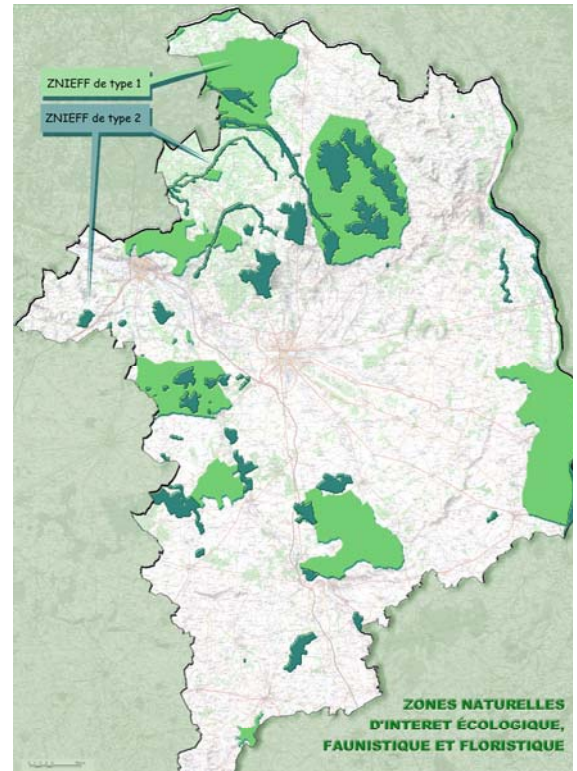 ZNIEFF de type 1
ZNIEFF de type 2
ZONES NATURELLES
D'INTERET ÉCOLOGIQUE,
FAUNISTIQUE ET FLORISTIQUE